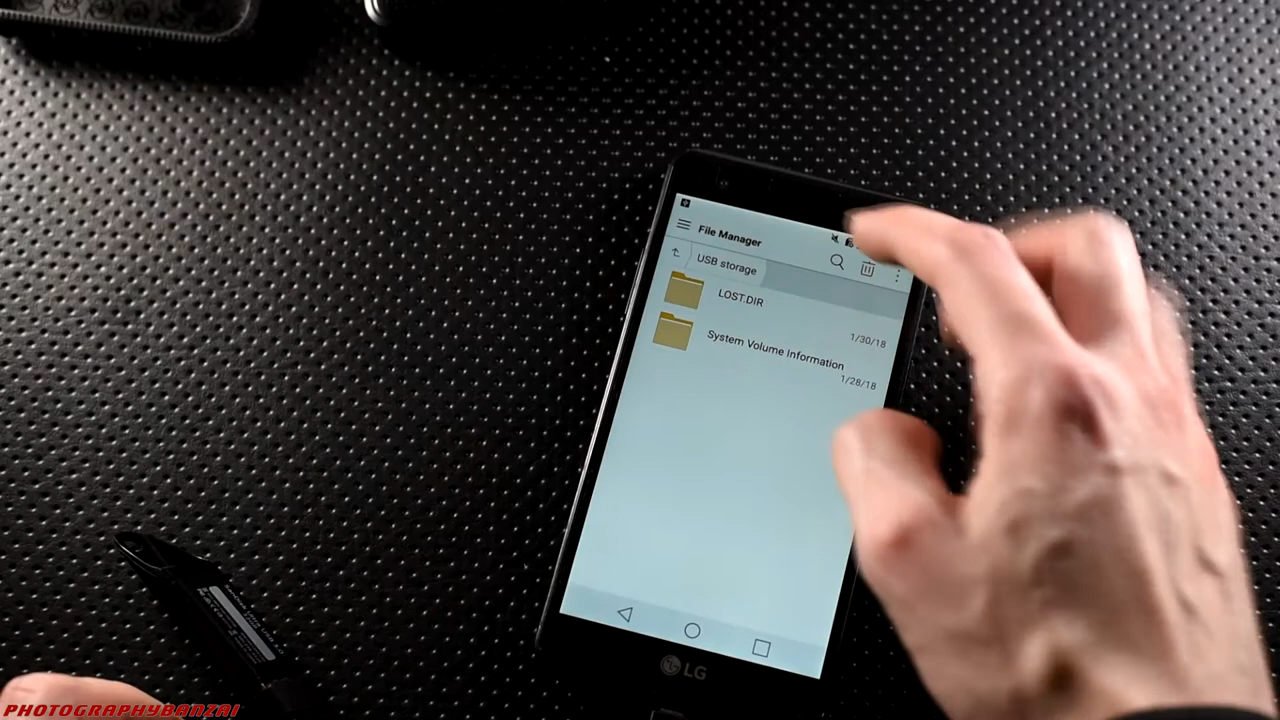 File Manager
USB storage
LOST.DIR
1/30/18
System Volume Information
1/28/18
LG
PHOTOGRAPHYBANZAI